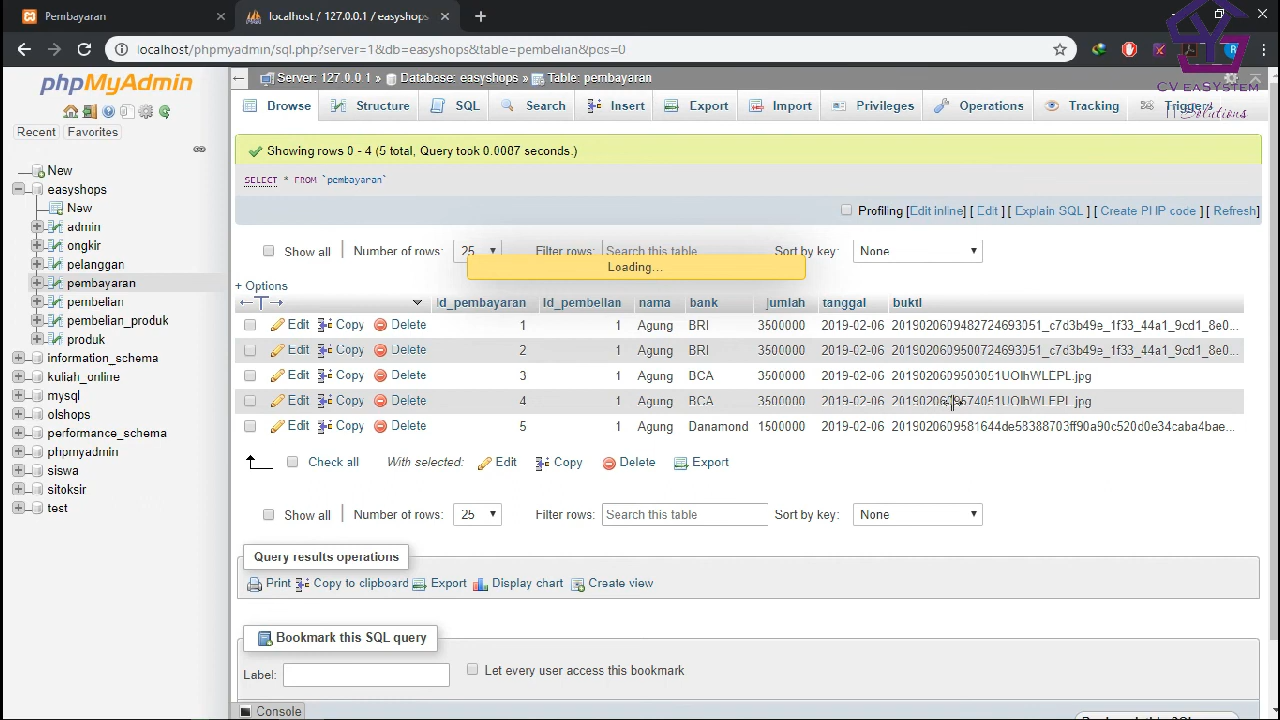 Pembayaran
localhost / 127.0.0.1 / easyshops
localhost/phpmyadmin/sql.php?server=1&db=easyshops&table=pembelian&pos=0
CV eaSYSTEM
IT Solutions
phpMyAdmin
Recent Favorites
New
easyshops
New
admin
ongkir
pelanggan
pembayaran
pembelian
pembelian_produk
produk
information_schema
kuliah_online
mysql
olshops
performance_schema
phpmyadmin
siswa
sitoksir
test
Server: 127.0.0.1 » Database: easyshops » Table: pembayaran
Browse Structure SQL Search Insert Export Import Privileges Operations Tracking Triggers
Showing rows 0 - 4 (5 total, Query took 0.0087 seconds.)
SELECT * FROM `pembayaran`
Profiling [Edit inline] [ Edit ] [ Explain SQL ] [ Create PHP code ] [ Refresh]
Show all Number of rows: 25 Filter rows: Search this table Sort by key: None
Loading...
+ Options
id_pembayaran id_pembelian nama bank jumlah tanggal bukti
Edit Copy Delete 1 1 Agung BRI 3500000 2019-02-06 2019020609482724693051_c7d3b49e_1f33_44a1_9cd1_8e0...
Edit Copy Delete 2 1 Agung BRI 3500000 2019-02-06 2019020609500724693051_c7d3b49e_1f33_44a1_9cd1_8e0...
Edit Copy Delete 3 1 Agung BCA 3500000 2019-02-06
Edit Copy Delete 4 1 Agung BCA 3500000 2019-02-06
Edit Copy Delete 5 1 Agung Danamond 1500000 2019-02-06
Check all With selected: Edit Copy Delete Export
Show all Number of rows: 25 Filter rows: Search this table Sort by key: None
Query results operations
Print Copy to clipboard Export Display chart Create view
Bookmark this SQL query
Label: Let every user access this bookmark
Console